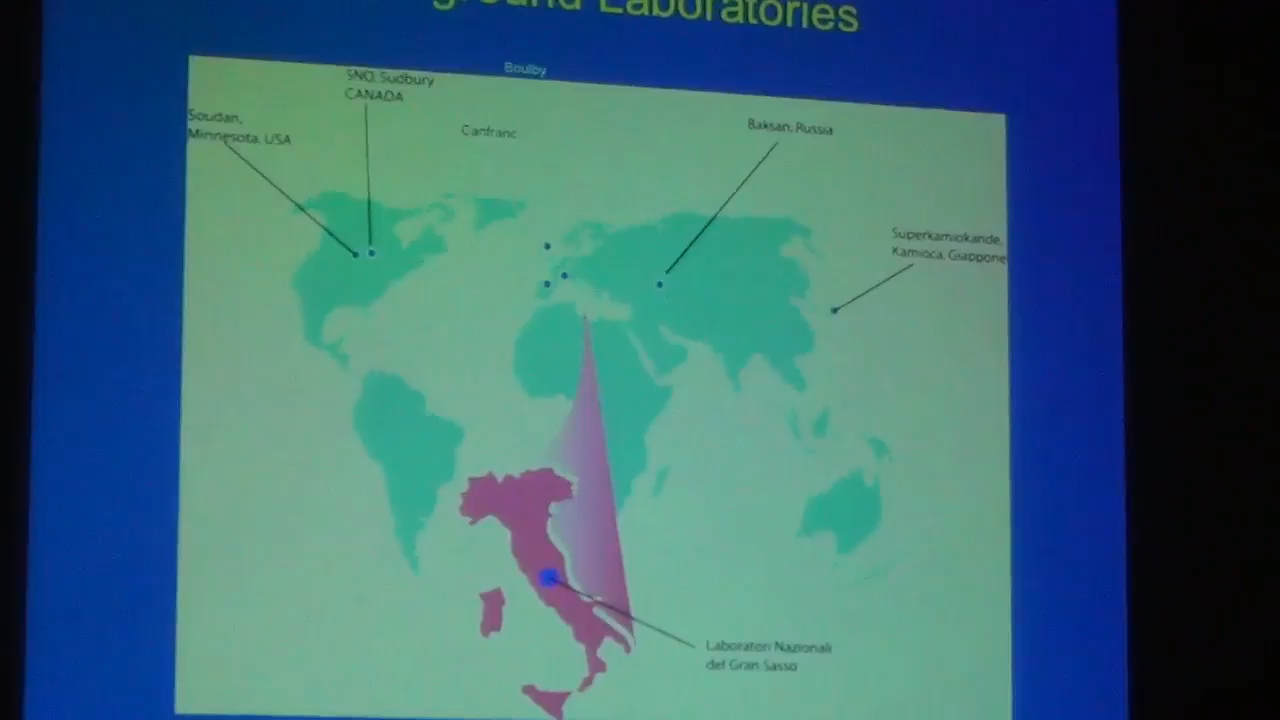 ground Laboratories
Boulby
SNO, Sudbury
CANADA
Soudan,
Minnesota, USA
Canfranc
Baksan, Russia
Superkamiokande,
Kamioca, Giappone
Laboratori Nazionali
del Gran Sasso